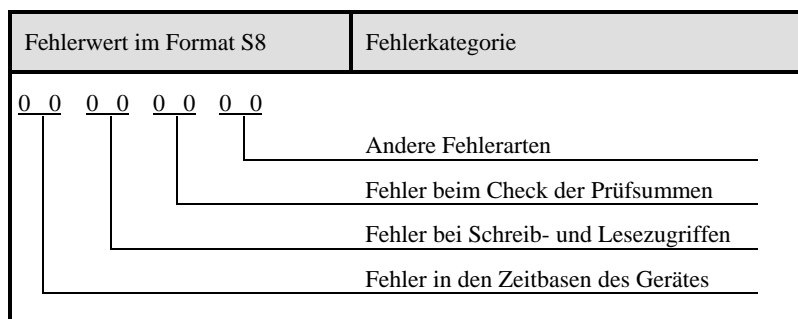 Fehlerwert im Format S8 Fehlerkategorie
0 0 0 0 0 0 0 0
Andere Fehlerarten
Fehler beim Check der Prüfsummen
Fehler bei Schreib- und Lesezugriffen
Fehler in den Zeitbasen des Gerätes